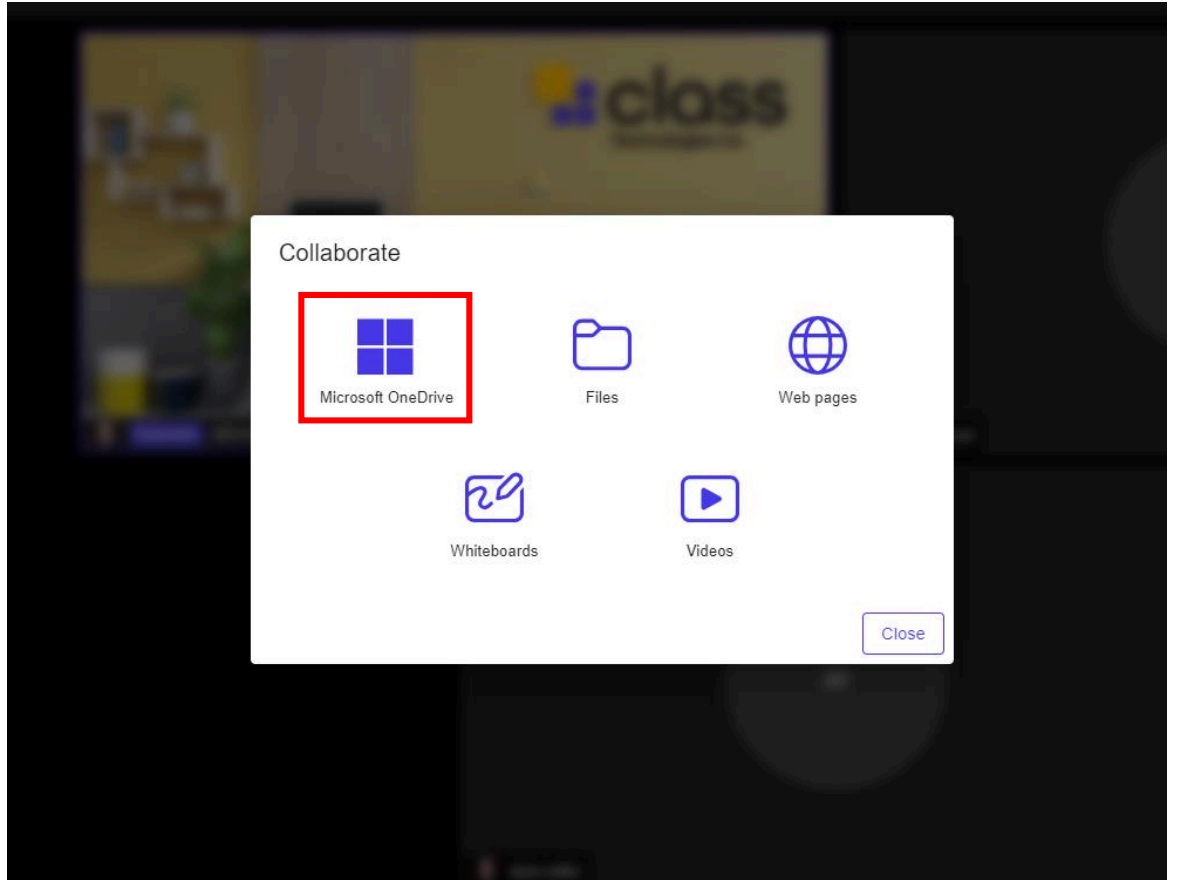 class
Collaborate
Microsoft OneDrive
Files
Web pages
Whiteboards
Videos
Close